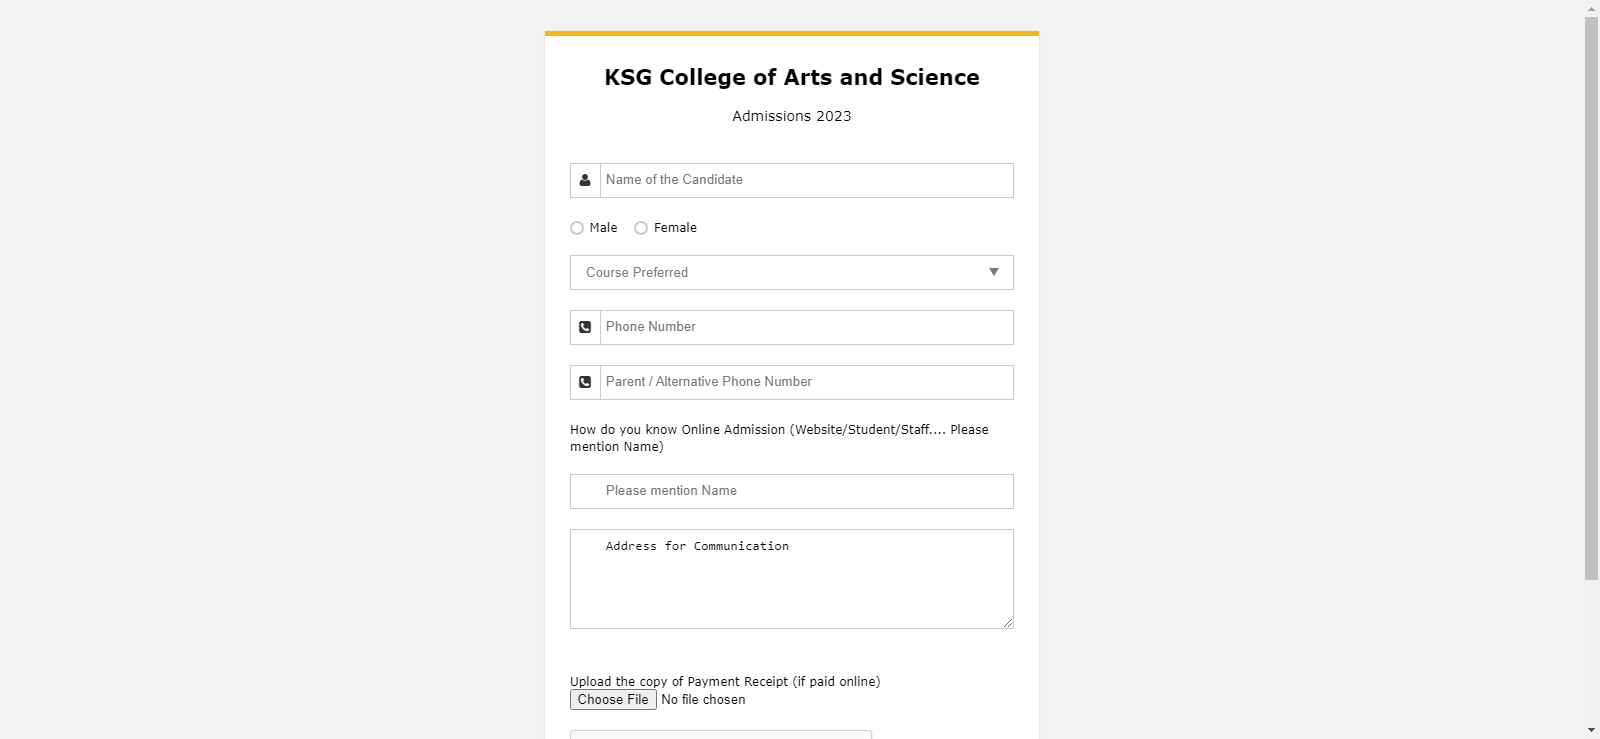 KSG College of Arts and Science
Admissions 2023
Name of the Candidate
Male Female
Course Preferred
Phone Number
Parent / Alternative Phone Number
How do you know Online Admission (Website/Student/Staff.... Please
mention Name)
Please mention Name
Address for Communication
Upload the copy of Payment Receipt (if paid online)
Choose File No file chosen